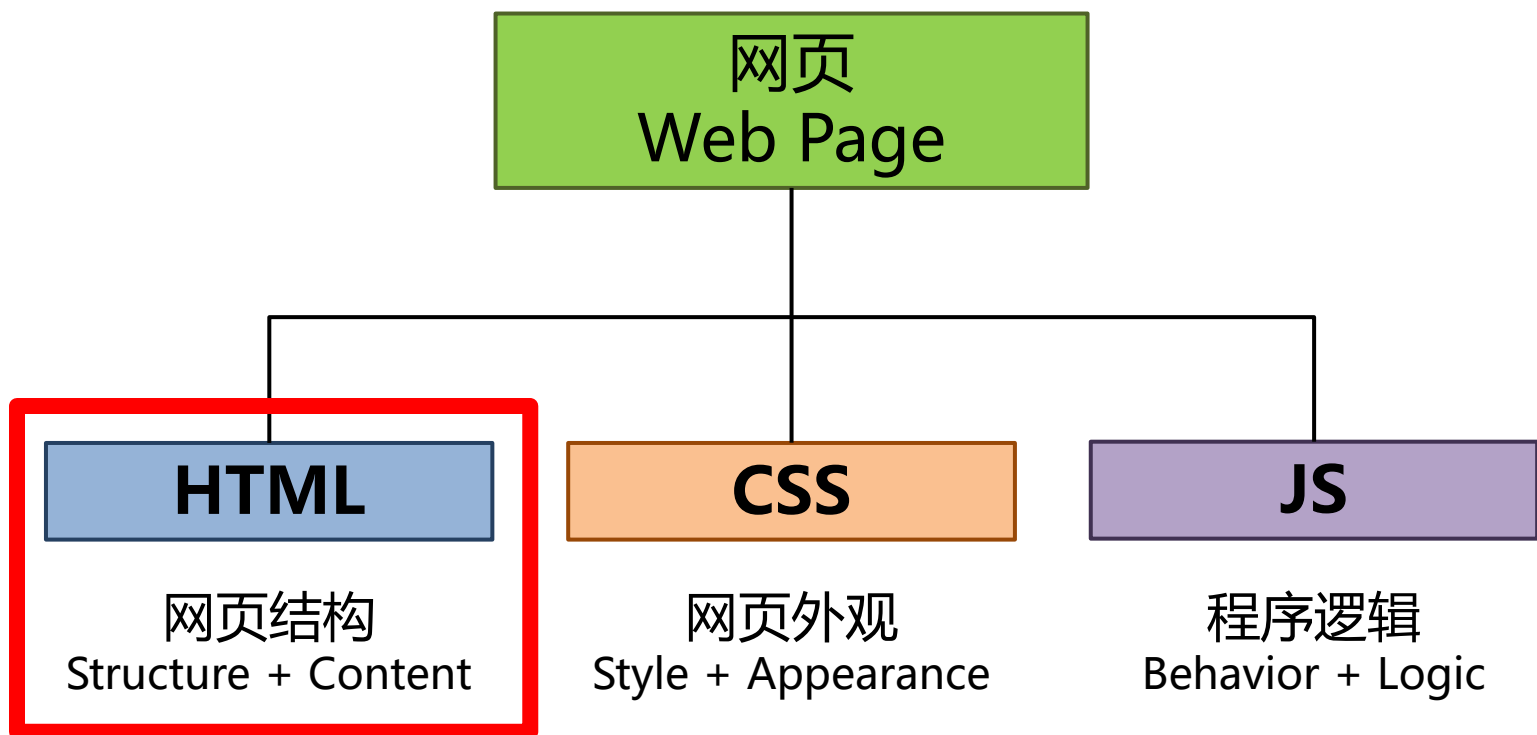 网页
Web Page
HTML
CSS
JS
网页结构
Structure + Content
网页外观
Style + Appearance
程序逻辑
Behavior + Logic